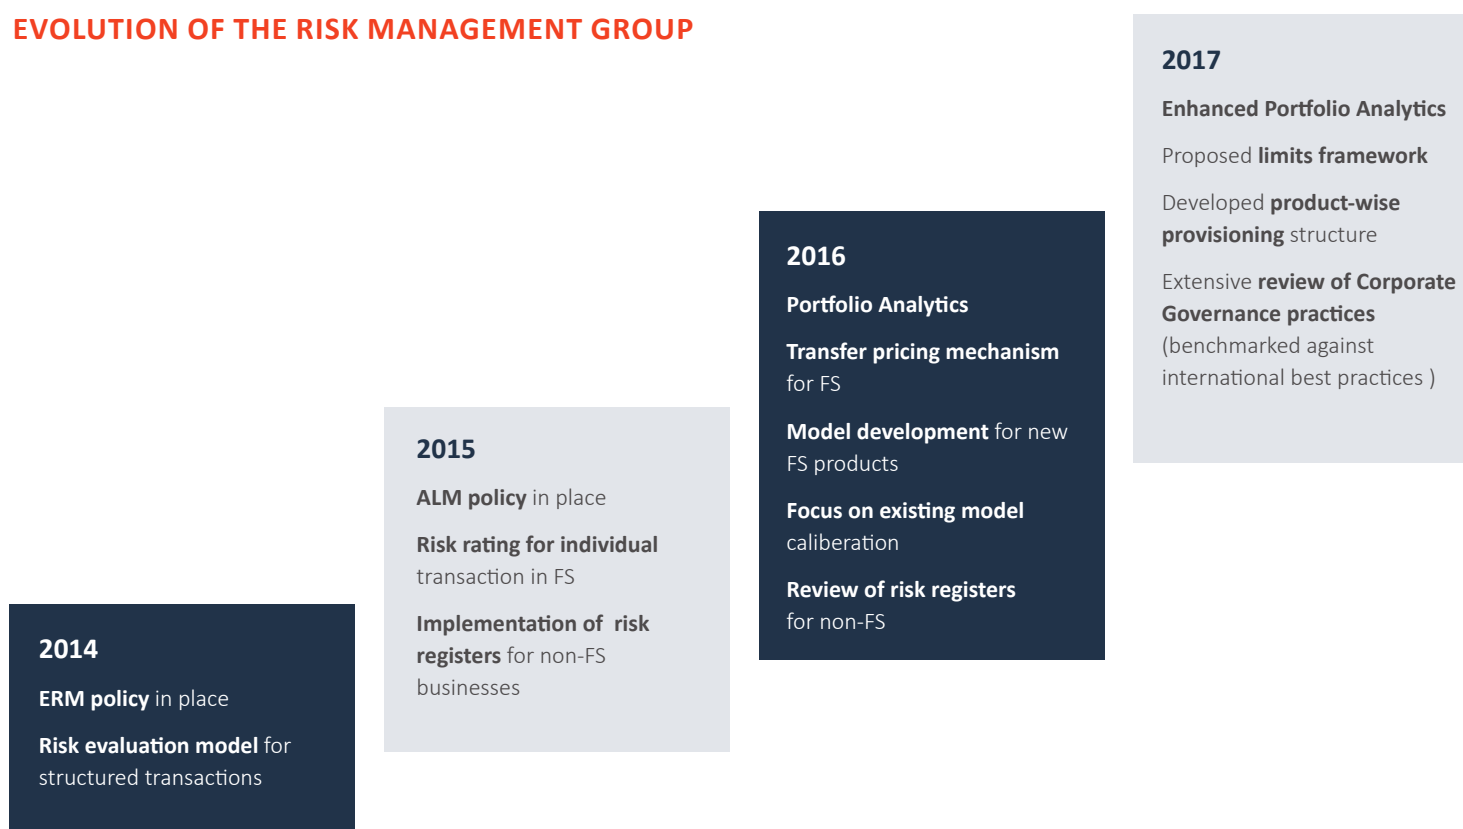 EVOLUTION OF THE RISK MANAGEMENT GROUP
2014
ERM policy in place
Risk evaluation model for
structured transactions
2015
ALM policy in place
Risk rating for individual
transaction in FS
Implementation of risk
registers for non-FS
businesses
2016
Portfolio Analytics
Transfer pricing mechanism
for FS
Model development for new
FS products
Focus on existing model
caliberation
Review of risk registers
for non-FS
2017
Enhanced Portfolio Analytics
Proposed limits framework
Developed product-wise
provisioning structure
Extensive review of Corporate
Governance practices
(benchmarked against
international best practices )